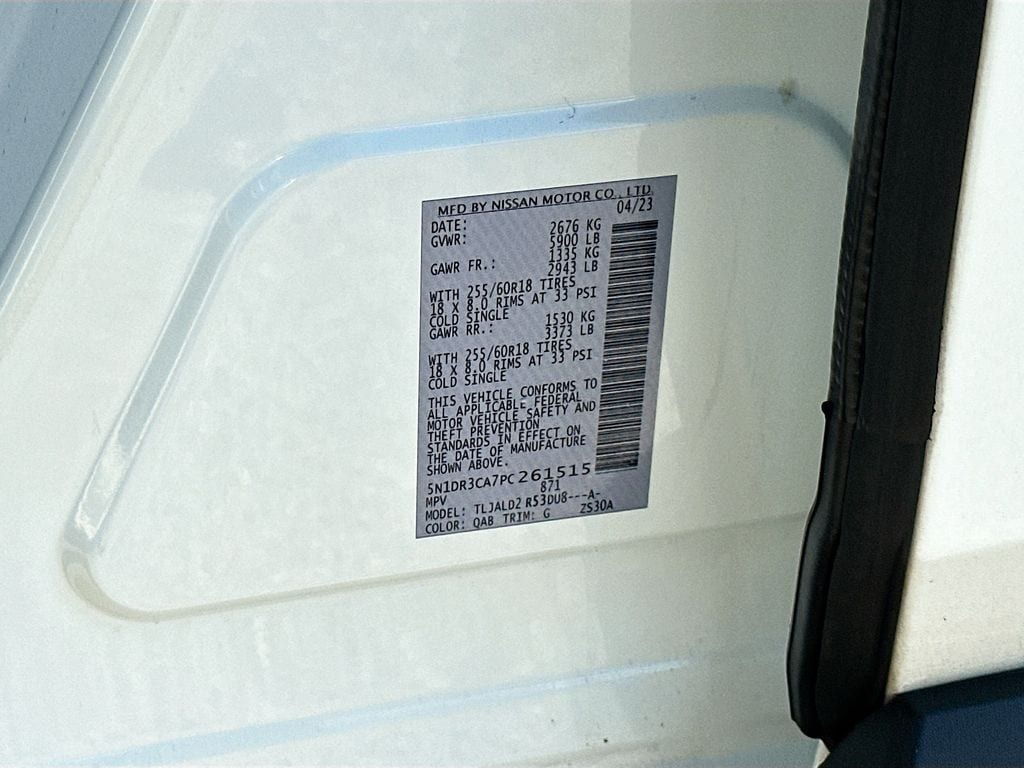 MFD BY NISSAN MOTOR CO., LTD.
DATE: 04/23
GVWR: 2676 KG
5900 LB
GAWR FR.: 1335 KG
2943 LB
WITH 255/60R18 TIRES
18 X 8.0 RIMS AT 33 PSI
COLD SINGLE
GAWR RR.: 1530 KG
3373 LB
WITH 255/60R18 TIRES
18 X 8.0 RIMS AT 33 PSI
COLD SINGLE
THIS VEHICLE CONFORMS TO
ALL APPLICABLE FEDERAL
MOTOR VEHICLE SAFETY AND
THEFT PREVENTION
STANDARDS IN EFFECT ON
THE DATE OF MANUFACTURE
SHOWN ABOVE.
5N1DR3CA7PC261515
MPV 871
MODEL: TLJALD2 R53DU8---A-
COLOR: QAB TRIM: G ZS30A